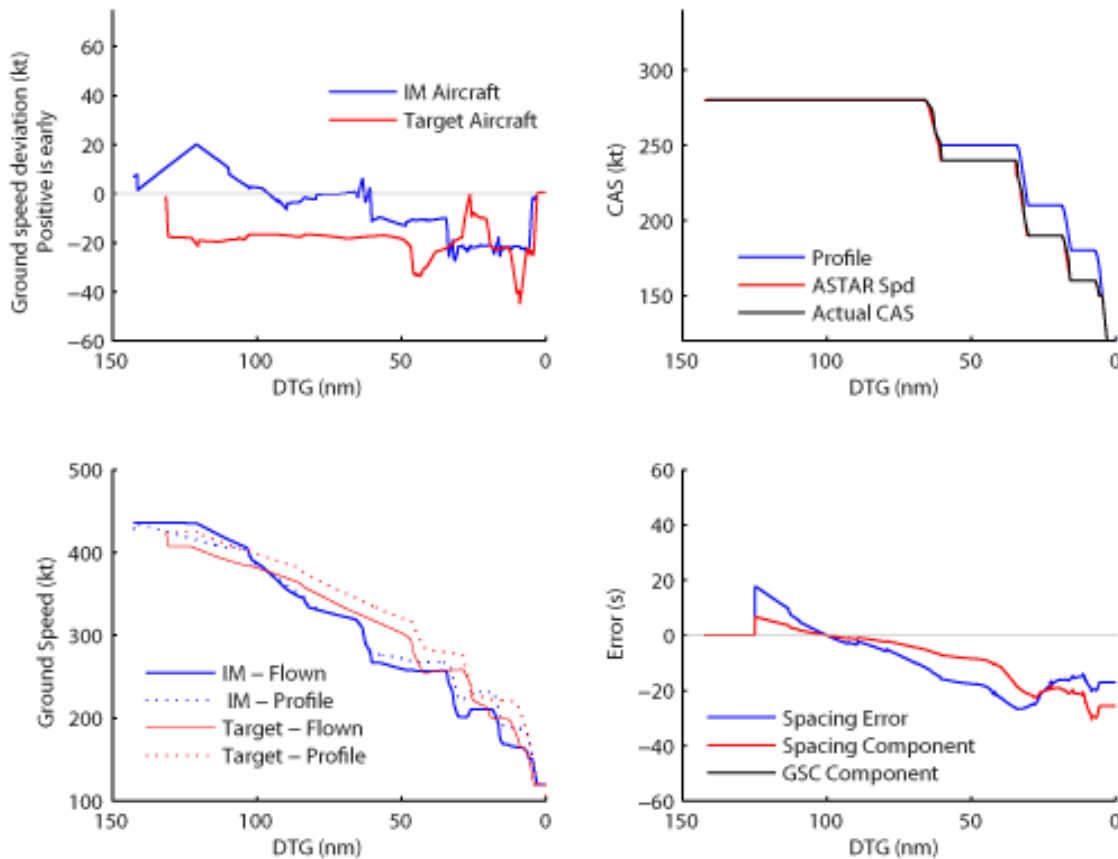 Ground speed deviation (kt)
Positive is early
60
40
20
0
−20
−40
−60
150
100
50
0
DTG (nm)
IM Aircraft
Target Aircraft
CAS (kt)
300
250
200
150
150
100
50
0
DTG (nm)
Profile
ASTAR Spd
Actual CAS
Ground Speed (kt)
500
400
300
200
100
150
100
50
0
DTG (nm)
IM − Flown
IM − Profile
Target − Flown
Target − Profile
Error (s)
60
40
20
0
−20
−40
−60
150
100
50
0
DTG (nm)
Spacing Error
Spacing Component
GSC Component